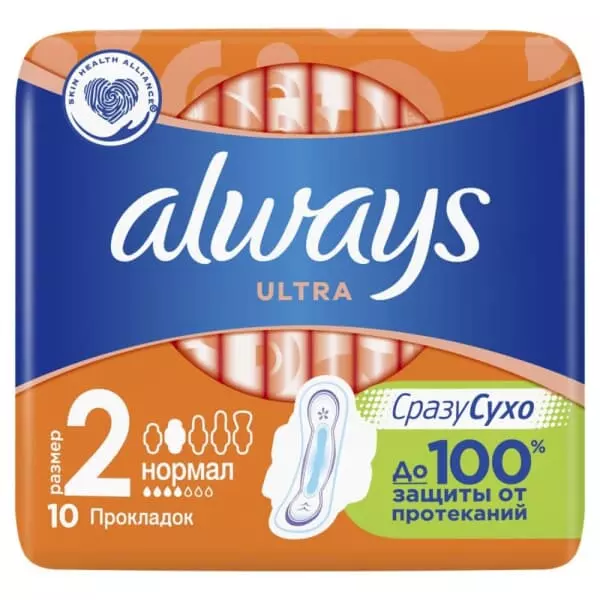 SKIN HEALTH ALLIANCE
always
ULTRA
размер
2
нормал
10 Прокладок
СразуСухо
До 100%
защиты от
протеканий